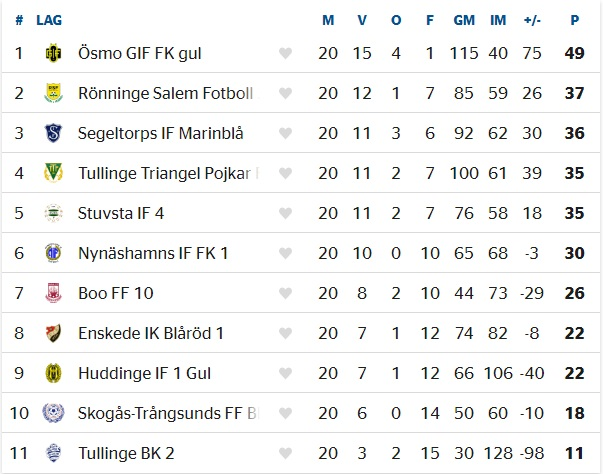 # LAG M V O F GM IM +/- P
1 Ösmo GIF FK gul 20 15 4 1 115 40 75 49
2 Rönninge Salem Fotboll 20 12 1 7 85 59 26 37
3 Segeltorps IF Marinblå 20 11 3 6 92 62 30 36
4 Tullinge Triangel Pojkar 20 11 2 7 100 61 39 35
5 Stuvsta IF 4 20 11 2 7 76 58 18 35
6 Nynäshamns IF FK 1 20 10 0 10 65 68 -3 30
7 Boo FF 10 20 8 2 10 44 73 -29 26
8 Enskede IK Blåröd 1 20 7 1 12 74 82 -8 22
9 Huddinge IF 1 Gul 20 7 1 12 66 106 -40 22
10 Skogås-Trångsunds FF 20 6 0 14 50 60 -10 18
11 Tullinge BK 2 20 3 2 15 30 128 -98 11